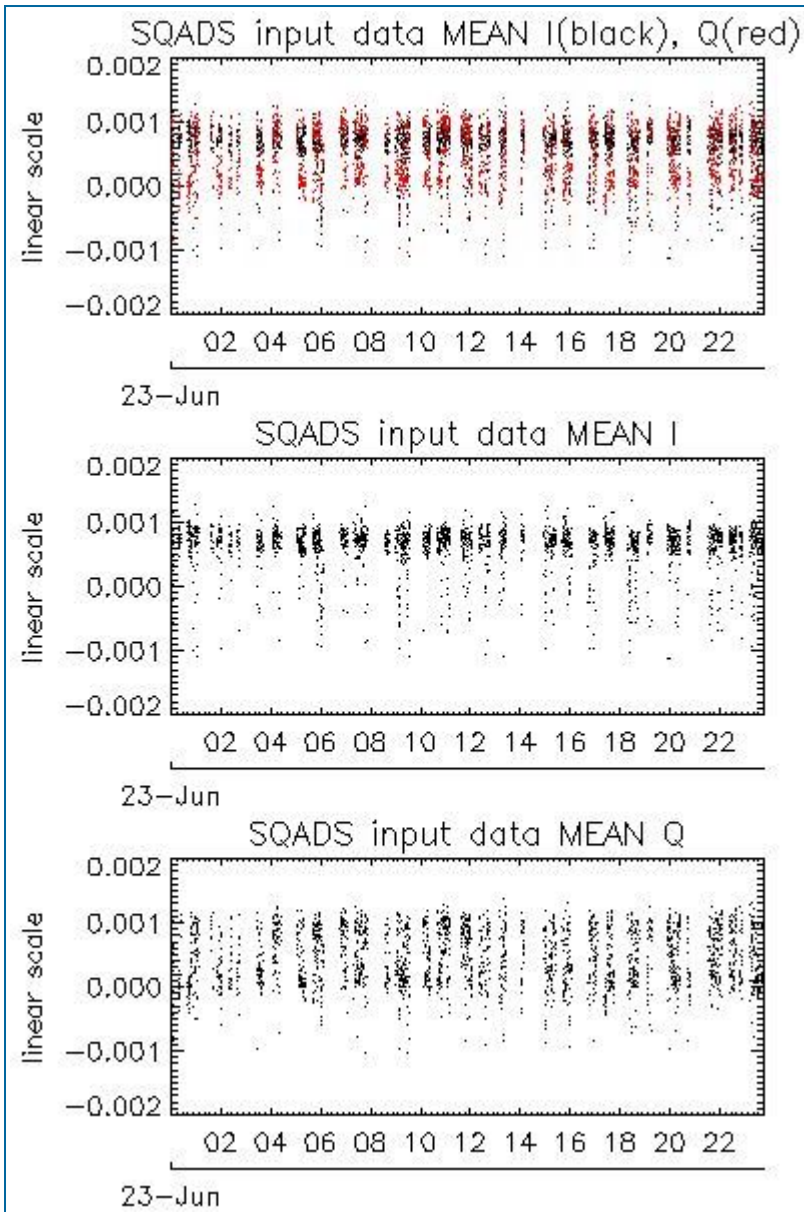 SQADS input data MEAN I(black), Q(red)
linear scale
0.002
0.001
0.000
−0.001
−0.002
02 04 06 08 10 12 14 16 18 20 22
23-Jun
SQADS input data MEAN I
linear scale
0.002
0.001
0.000
−0.001
−0.002
02 04 06 08 10 12 14 16 18 20 22
23-Jun
SQADS input data MEAN Q
linear scale
0.002
0.001
0.000
−0.001
−0.002
02 04 06 08 10 12 14 16 18 20 22
23-Jun